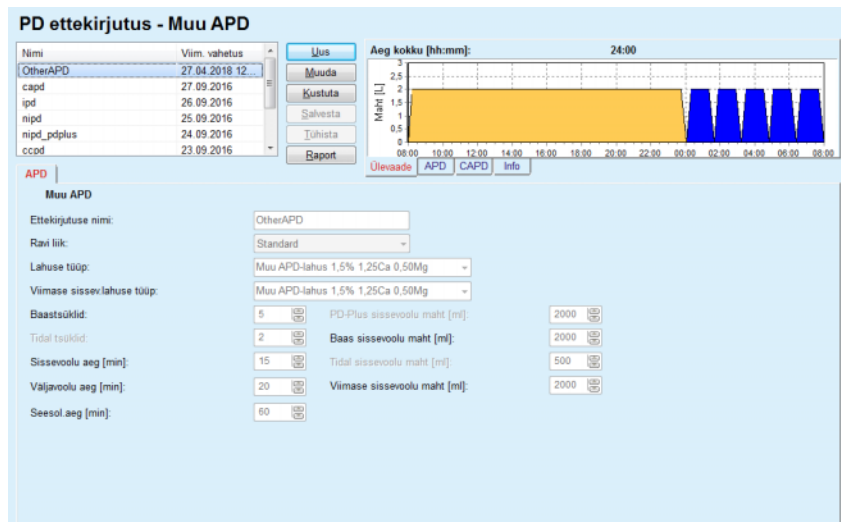 PD ettekirjutus - Muu APD
Nimi Viim. vahetus
OtherAPD 27.04.2018 12...
capd 27.09.2016
ipd 26.09.2016
nipd 25.09.2016
nipd_pdplus 24.09.2016
ccpd 23.09.2016
Uus
Muuda
Kustuta
Salvesta
Tühista
Raport
Aeg kokku [hh:mm]: 24:00
Maht [L]
3
2,5
2
1,5
1
0,5
0
08:00 10:00 12:00 14:00 16:00 18:00 20:00 22:00 00:00 02:00 04:00 06:00 08:00
Ülevaade APD CAPD Info
APD
Muu APD
Ettekirjutuse nimi: OtherAPD
Ravi liik: Standard
Lahuse tüüp: Muu APD-lahus 1,5% 1,25Ca 0,50Mg
Viimase sissev.lahuse tüüp: Muu APD-lahus 1,5% 1,25Ca 0,50Mg
Baastsüklid: 5 PD-Plus sissevoolu maht [ml]: 2000
Tidal tsüklid: 2 Baas sissevoolu maht [ml]: 2000
Sissevoolu aeg [min]: 15 Tidal sissevoolu maht [ml]: 500
Väljavoolu aeg [min]: 20 Viimase sissevoolu maht [ml]: 2000
Seesol.aeg [min]: 60